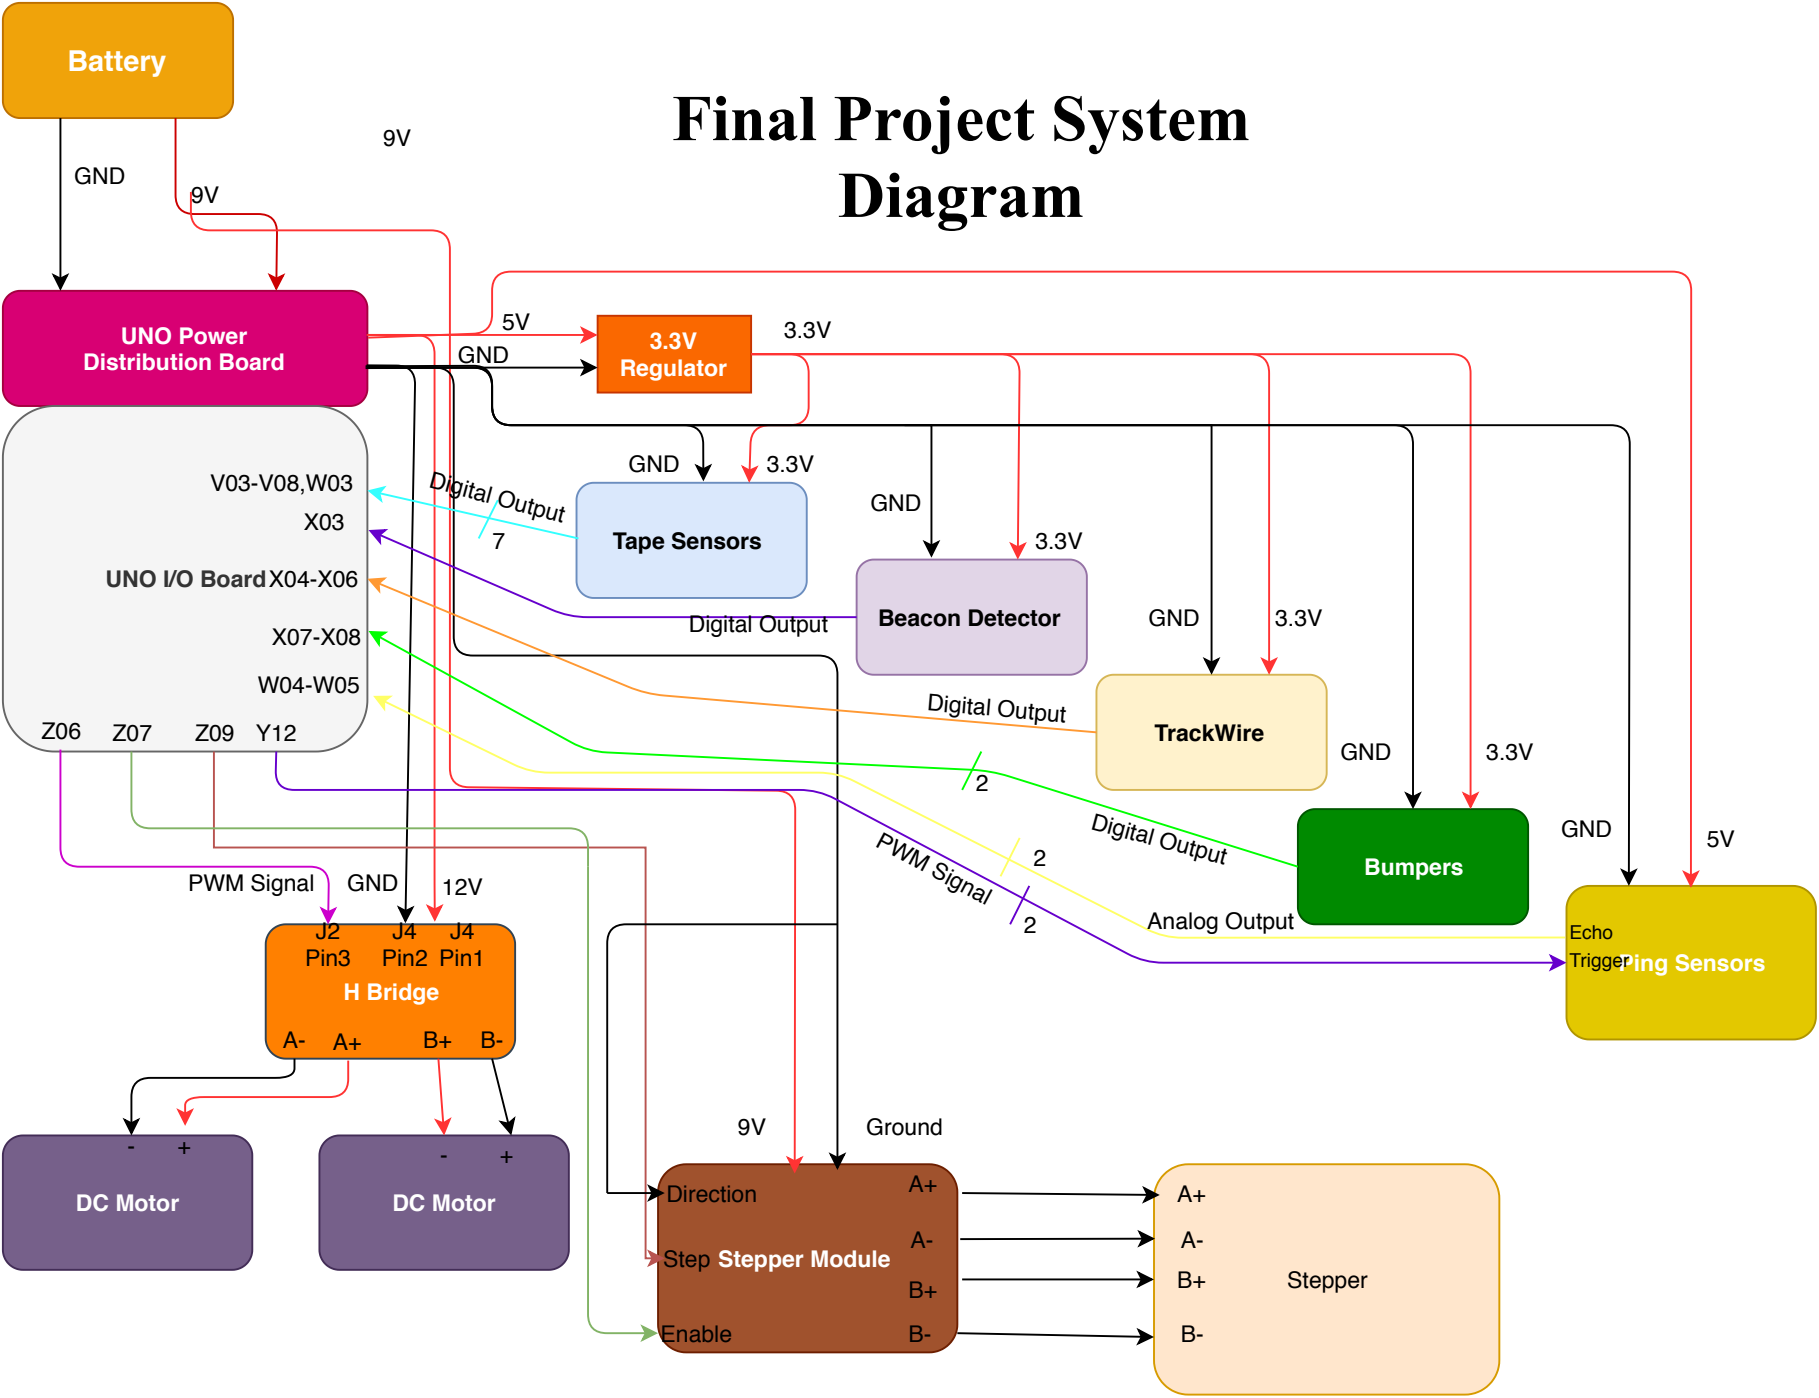 Battery
Final Project System
Diagram
9V
GND
9V
UNO Power
Distribution Board
5V
GND
3.3V
Regulator
3.3V
V03-V08,W03
X03
UNO I/O Board
X04-X06
X07-X08
W04-W05
Z06
Z07
Z09
Y12
Digital Output
7
GND
3.3V
Tape Sensors
GND
3.3V
Digital Output
Beacon Detector
GND
3.3V
Digital Output
TrackWire
GND
3.3V
2
Digital Output
Bumpers
GND
5V
2
PWM Signal
2
Analog Output
Echo
Trigger
Ping Sensors
PWM Signal
GND
12V
J2
Pin3
J4
Pin2
J4
Pin1
H Bridge
A-
A+
B+
B-
-
+
DC Motor
-
+
DC Motor
9V
Ground
Direction
Step
Stepper Module
Enable
A+
A-
B+
B-
A+
A-
B+
B-
Stepper